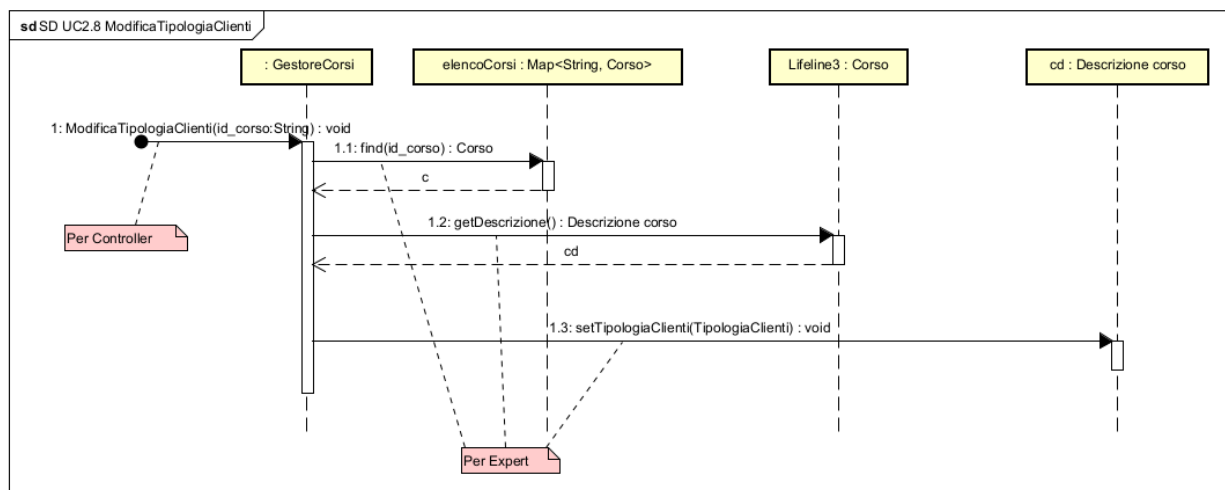 sd SD UC2.8 ModificaTipologiaClienti
: GestoreCorsi
elencoCorsi : Map<String, Corso>
Lifeline3 : Corso
cd : Descrizione corso
1: ModificaTipologiaClienti(id_corso:String) : void
1.1: find(id_corso) : Corso
c
Per Controller
1.2: getDescrizione() : Descrizione corso
cd
1.3: setTipologiaClienti(TipologiaClienti) : void
Per Expert